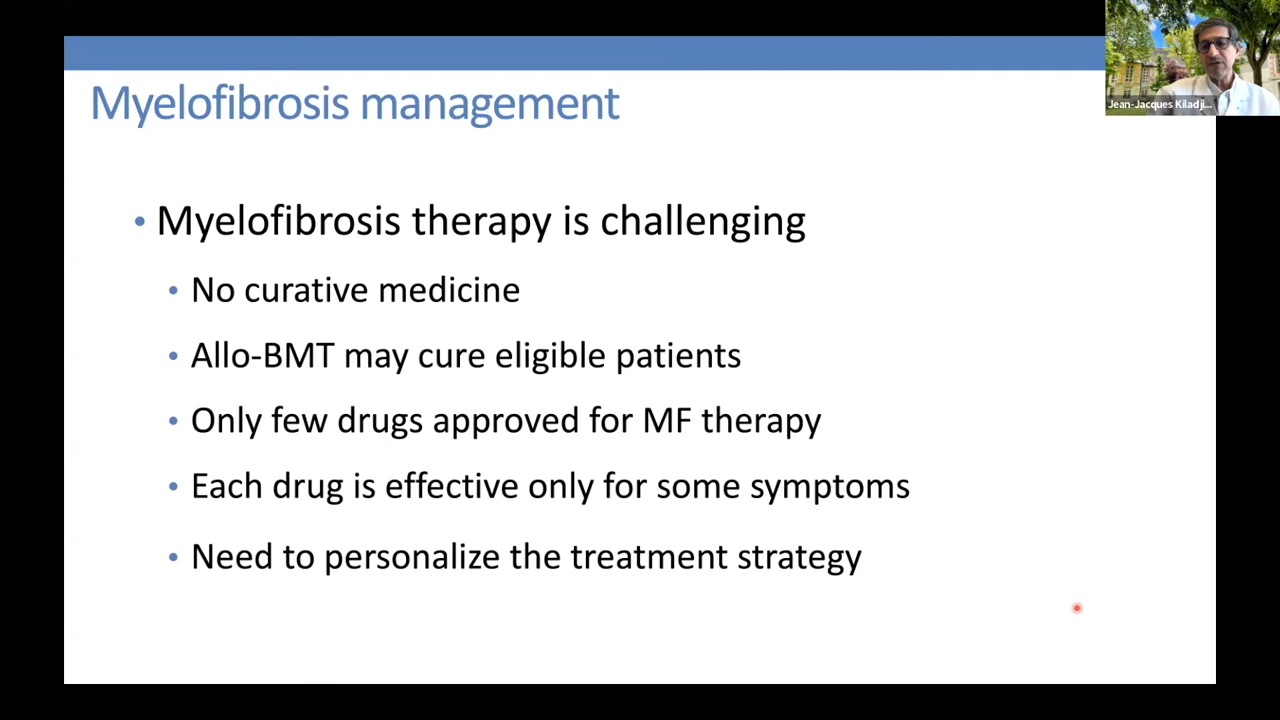 Jean-Jacques Kiladji...
Myelofibrosis management
• Myelofibrosis therapy is challenging
• No curative medicine
• Allo-BMT may cure eligible patients
• Only few drugs approved for MF therapy
• Each drug is effective only for some symptoms
• Need to personalize the treatment strategy